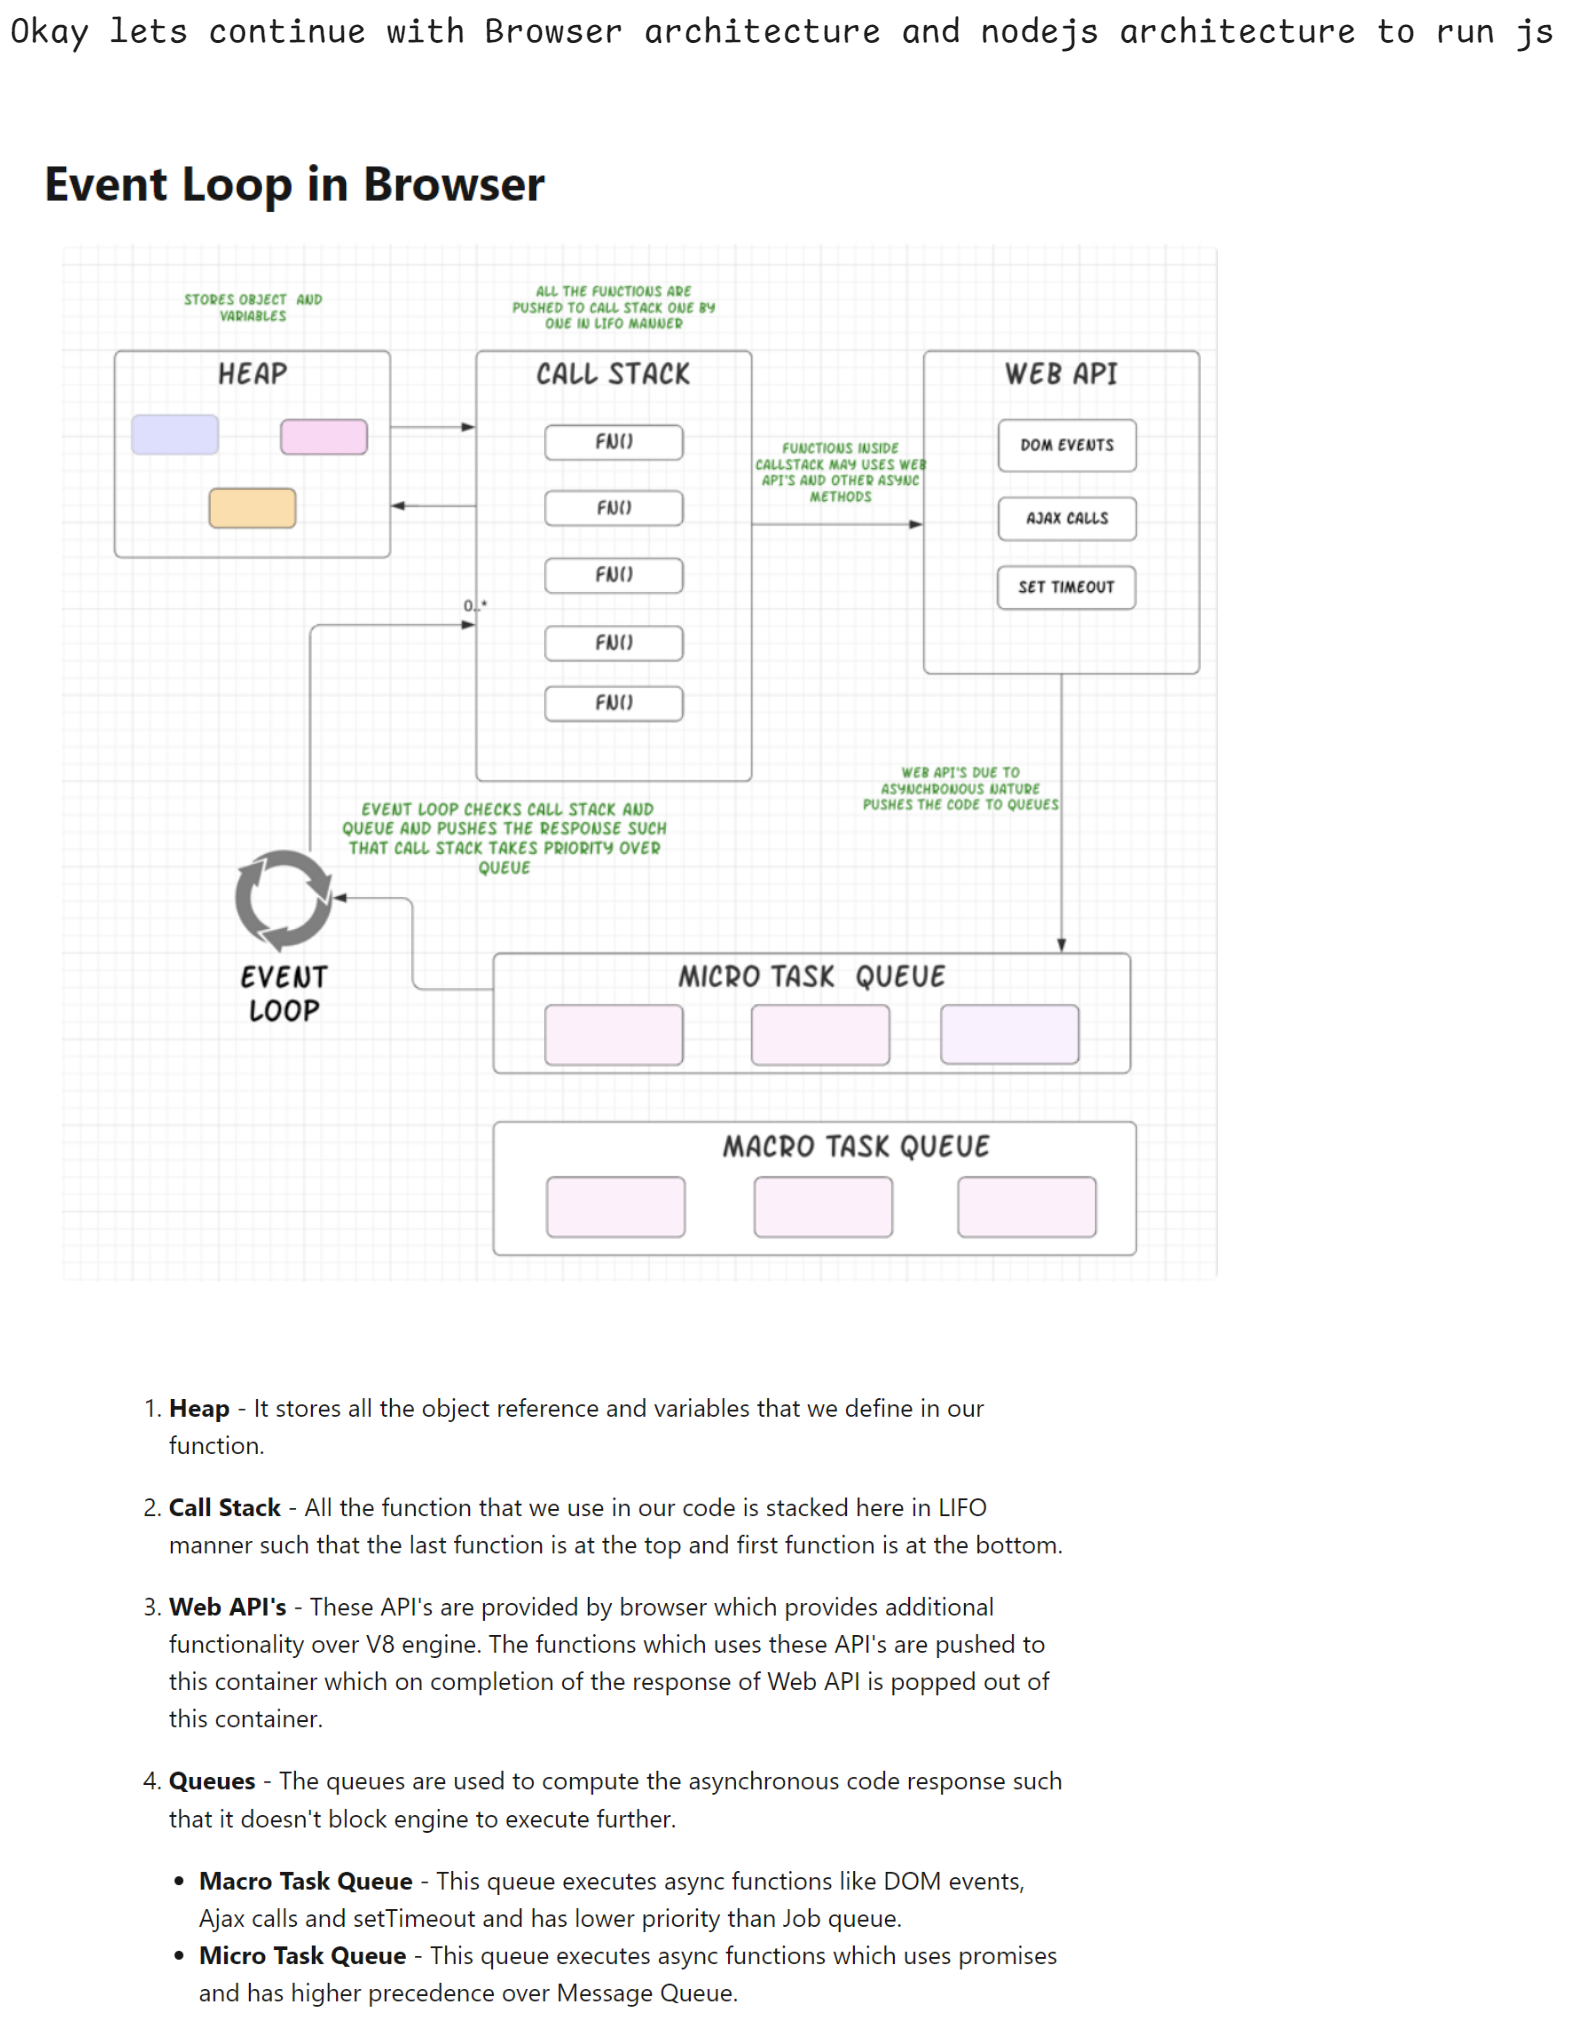 Okay lets continue with Browser architecture and nodejs architecture to run js
Event Loop in Browser
STORES OBJECT AND
VARIABLES
ALL THE FUNCTIONS ARE
PUSHED TO CALL STACK ONE BY
ONE IN LIFO MANNER
HEAP
CALL STACK
FN()
FN()
FN()
FN()
FN()
0..*
FUNCTIONS INSIDE
CALLSTACK MAY USES WEB
API'S AND OTHER ASYNC
METHODS
WEB API
DOM EVENTS
AJAX CALLS
SET TIMEOUT
WEB API'S DUE TO
ASYNCHRONOUS NATURE
PUSHES THE CODE TO QUEUES
EVENT LOOP CHECKS CALL STACK AND
QUEUE AND PUSHES THE RESPONSE SUCH
THAT CALL STACK TAKES PRIORITY OVER
QUEUE
EVENT
LOOP
MICRO TASK QUEUE
MACRO TASK QUEUE
1. Heap - It stores all the object reference and variables that we define in our
function.
2. Call Stack - All the function that we use in our code is stacked here in LIFO
manner such that the last function is at the top and first function is at the bottom.
3. Web API's - These API's are provided by browser which provides additional
functionality over V8 engine. The functions which uses these API's are pushed to
this container which on completion of the response of Web API is popped out of
this container.
4. Queues - The queues are used to compute the asynchronous code response such
that it doesn't block engine to execute further.
• Macro Task Queue - This queue executes async functions like DOM events,
Ajax calls and setTimeout and has lower priority than Job queue.
• Micro Task Queue - This queue executes async functions which uses promises
and has higher precedence over Message Queue.